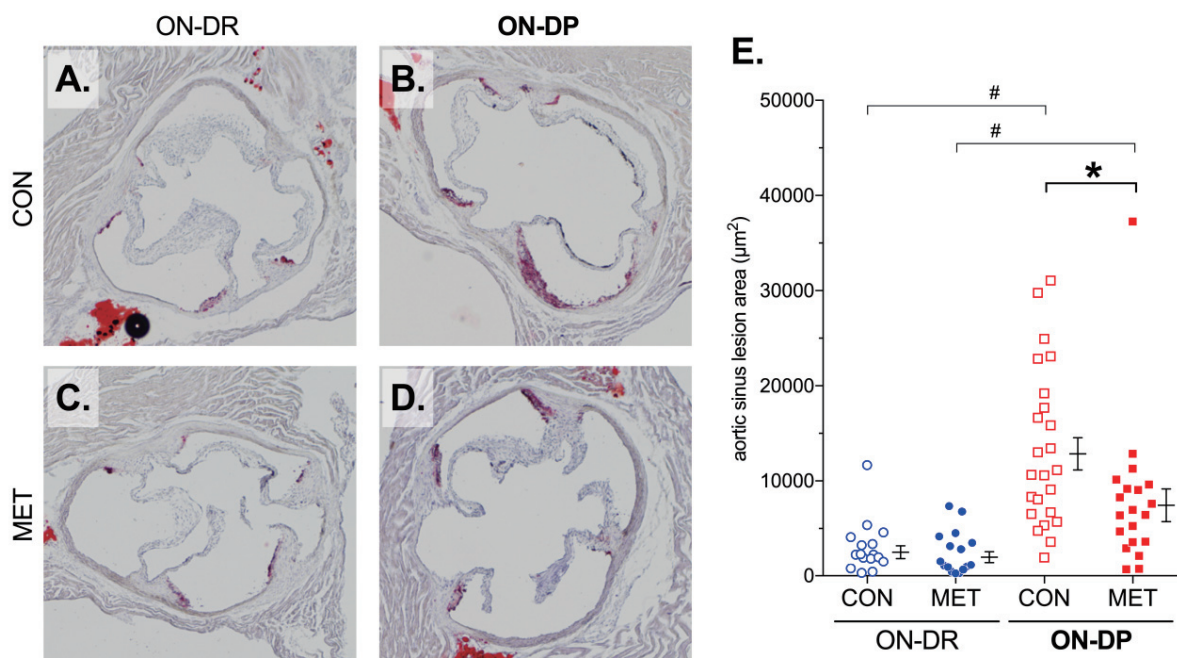 ON-DR
ON-DP
CON
MET
A.
B.
C.
D.
E.
aortic sinus lesion area (µm²)
50000
40000
30000
20000
10000
0
#
#
*
CON
MET
CON
MET
ON-DR
ON-DP